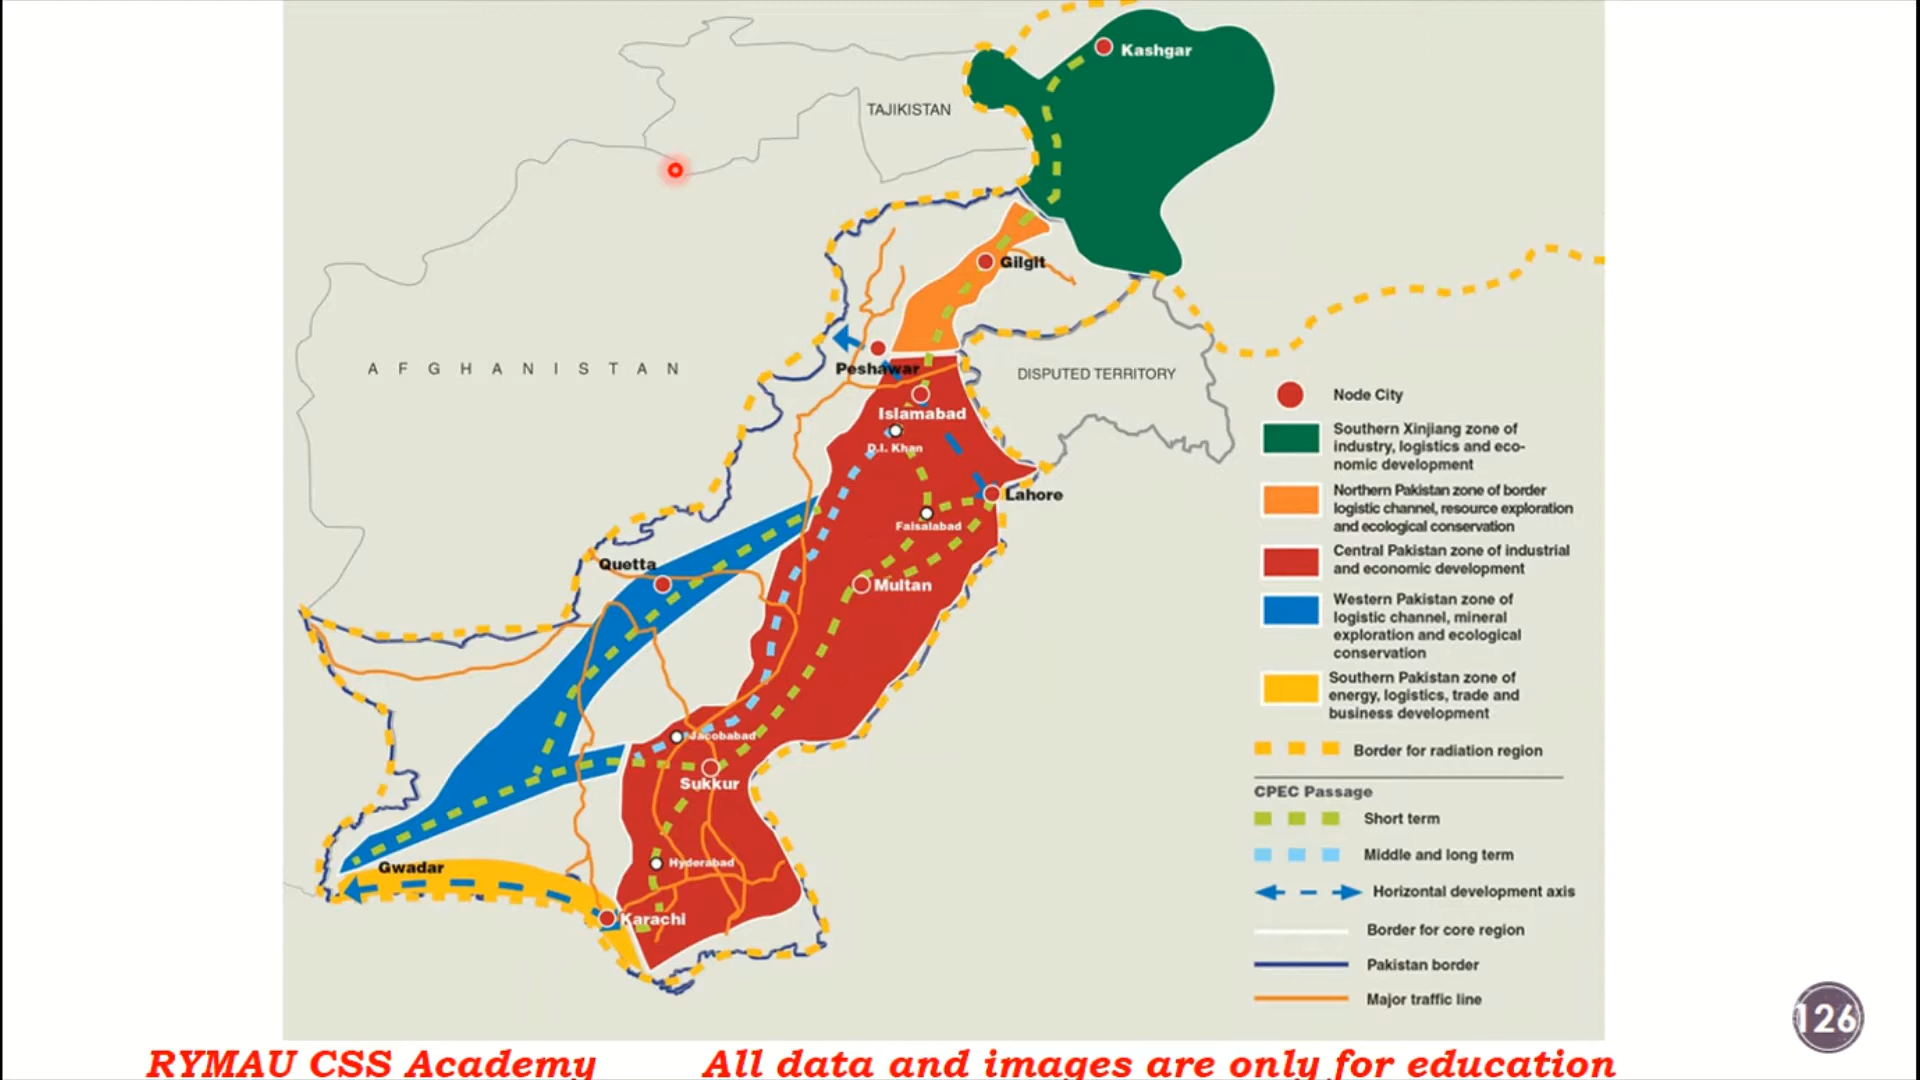 Kashgar
TAJIKISTAN
Gilgit
AFGHANISTAN
Peshawar
DISPUTED TERRITORY
Islamabad
D.I. Khan
Lahore
Faisalabad
Quetta
Multan
Jacobabad
Sukkur
Hyderabad
Gwadar
Karachi
Node City
Southern Xinjiang zone of
industry, logistics and eco-
nomic development
Northern Pakistan zone of border
logistic channel, resource exploration
and ecological conservation
Central Pakistan zone of industrial
and economic development
Western Pakistan zone of
logistic channel, mineral
exploration and ecological
conservation
Southern Pakistan zone of
energy, logistics, trade and
business development
Border for radiation region
CPEC Passage
Short term
Middle and long term
Horizontal development axis
Border for core region
Pakistan border
Major traffic line
126
RYMAU CSS Academy
All data and images are only for education